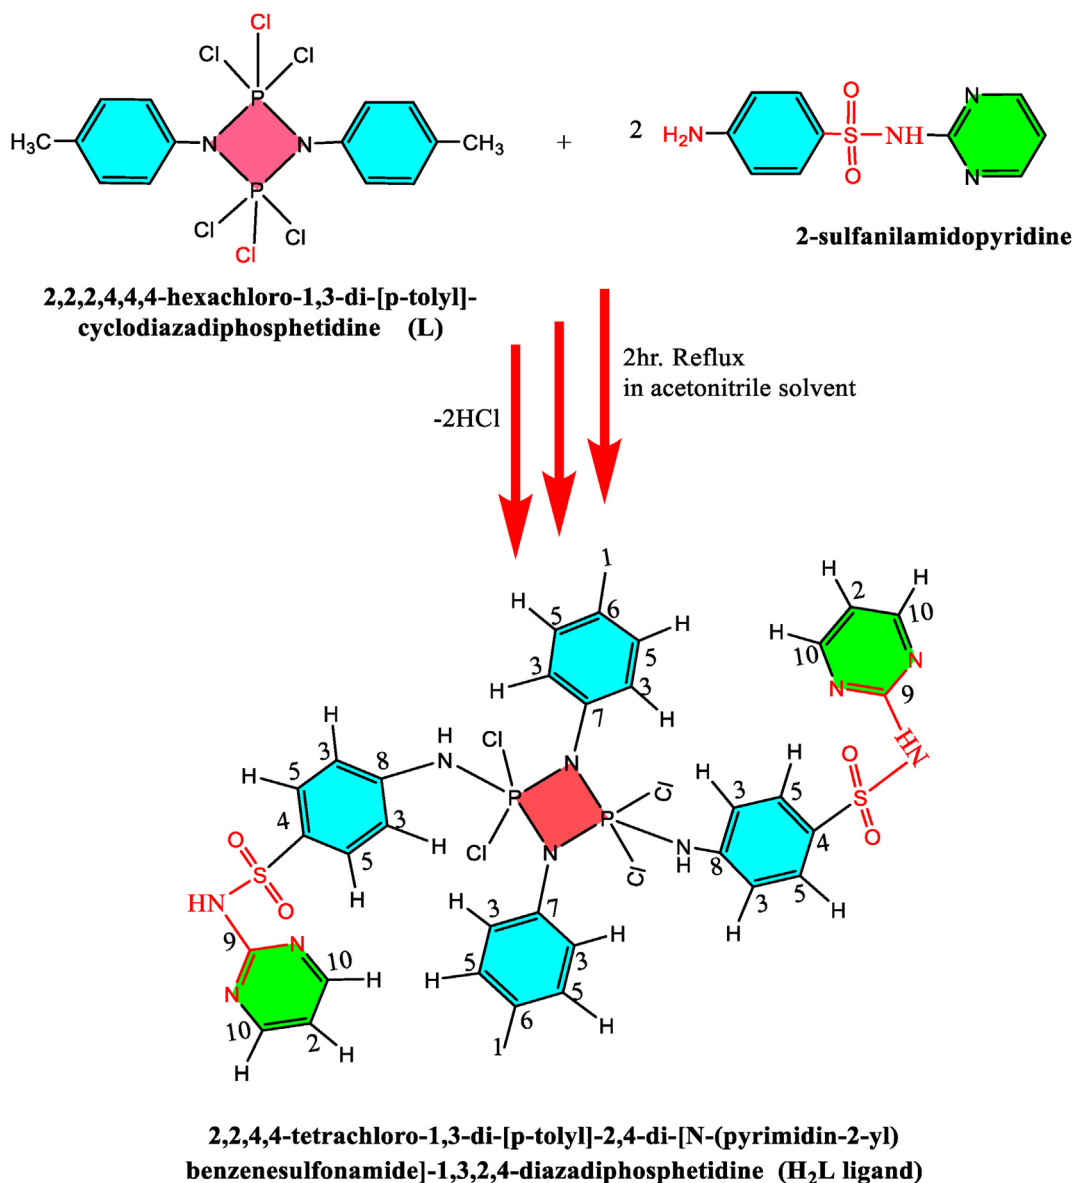 Cl
Cl Cl
P
H₃C N N CH₃
P
Cl Cl
Cl
+
2 H₂N O
S NH
O
N
N
2-sulfanilamidopyridine
2,2,2,4,4,4-hexachloro-1,3-di-[p-tolyl]-
cyclodiazadiphosphetidine (L)
2hr. Reflux
in acetonitrile solvent
-2HCl
1
H 5 6 H
5
H 3 3 H
7
H 2 H
10 10
H N N
9
HN
O S O
H
H 5 3 8 H N
4 3 H
5 H
Cl N
P P Cl
Cl N Cl
N H
H 3 5 H
8 4
3 5 H
H
O S O
HN
9 N
N 10 H
10 2
H H
7
H 3 H
3
H 5 5
6 H
1
2,2,4,4-tetrachloro-1,3-di-[p-tolyl]-2,4-di-[N-(pyrimidin-2-yl)
benzenesulfonamide]-1,3,2,4-diazadiphosphetidine (H₂L ligand)